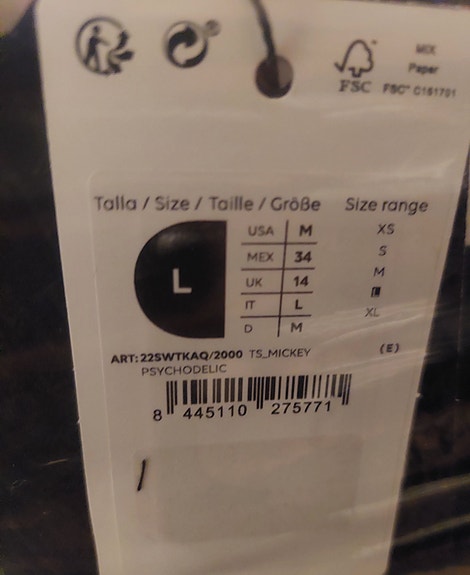 MIX
Paper
FSC
FSC® C161701
Talla / Size / Taille / Größe
Size range
L
USA M
MEX 34
UK 14
IT L
D M
XS
S
M
L
XL
ART:22SWTKAQ/2000 TS_MICKEY
PSYCHODELIC
(E)
8 445110 275771